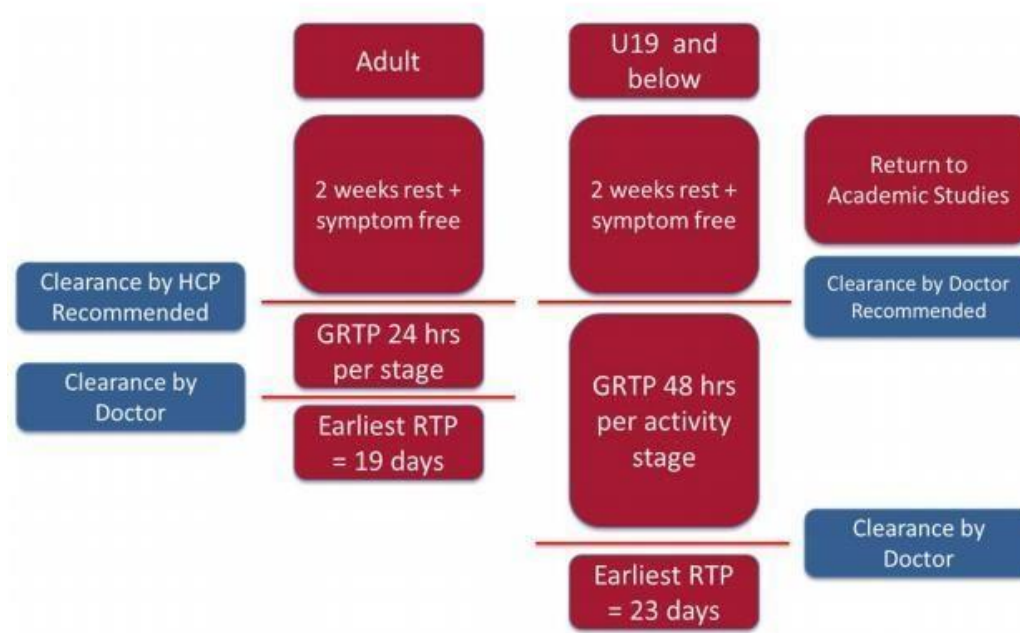 Adult
U19 and
below
2 weeks rest +
symptom free
2 weeks rest +
symptom free
Return to
Academic Studies
Clearance by HCP
Recommended
Clearance by Doctor
Recommended
GRTP 24 hrs
per stage
GRTP 48 hrs
per activity
stage
Clearance by
Doctor
Earliest RTP
= 19 days
Clearance by
Doctor
Earliest RTP
= 23 days